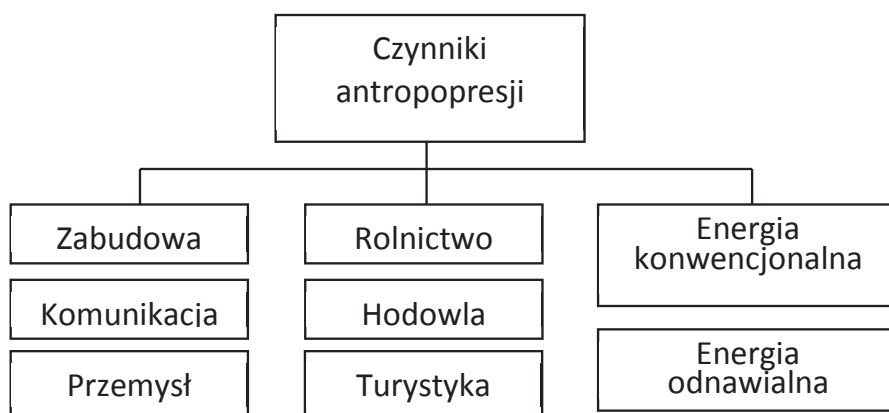 Czynniki
antropopresji
Zabudowa
Rolnictwo
Energia
konwencjonalna
Komunikacja
Hodowla
Energia
odnawialna
Przemysł
Turystyka